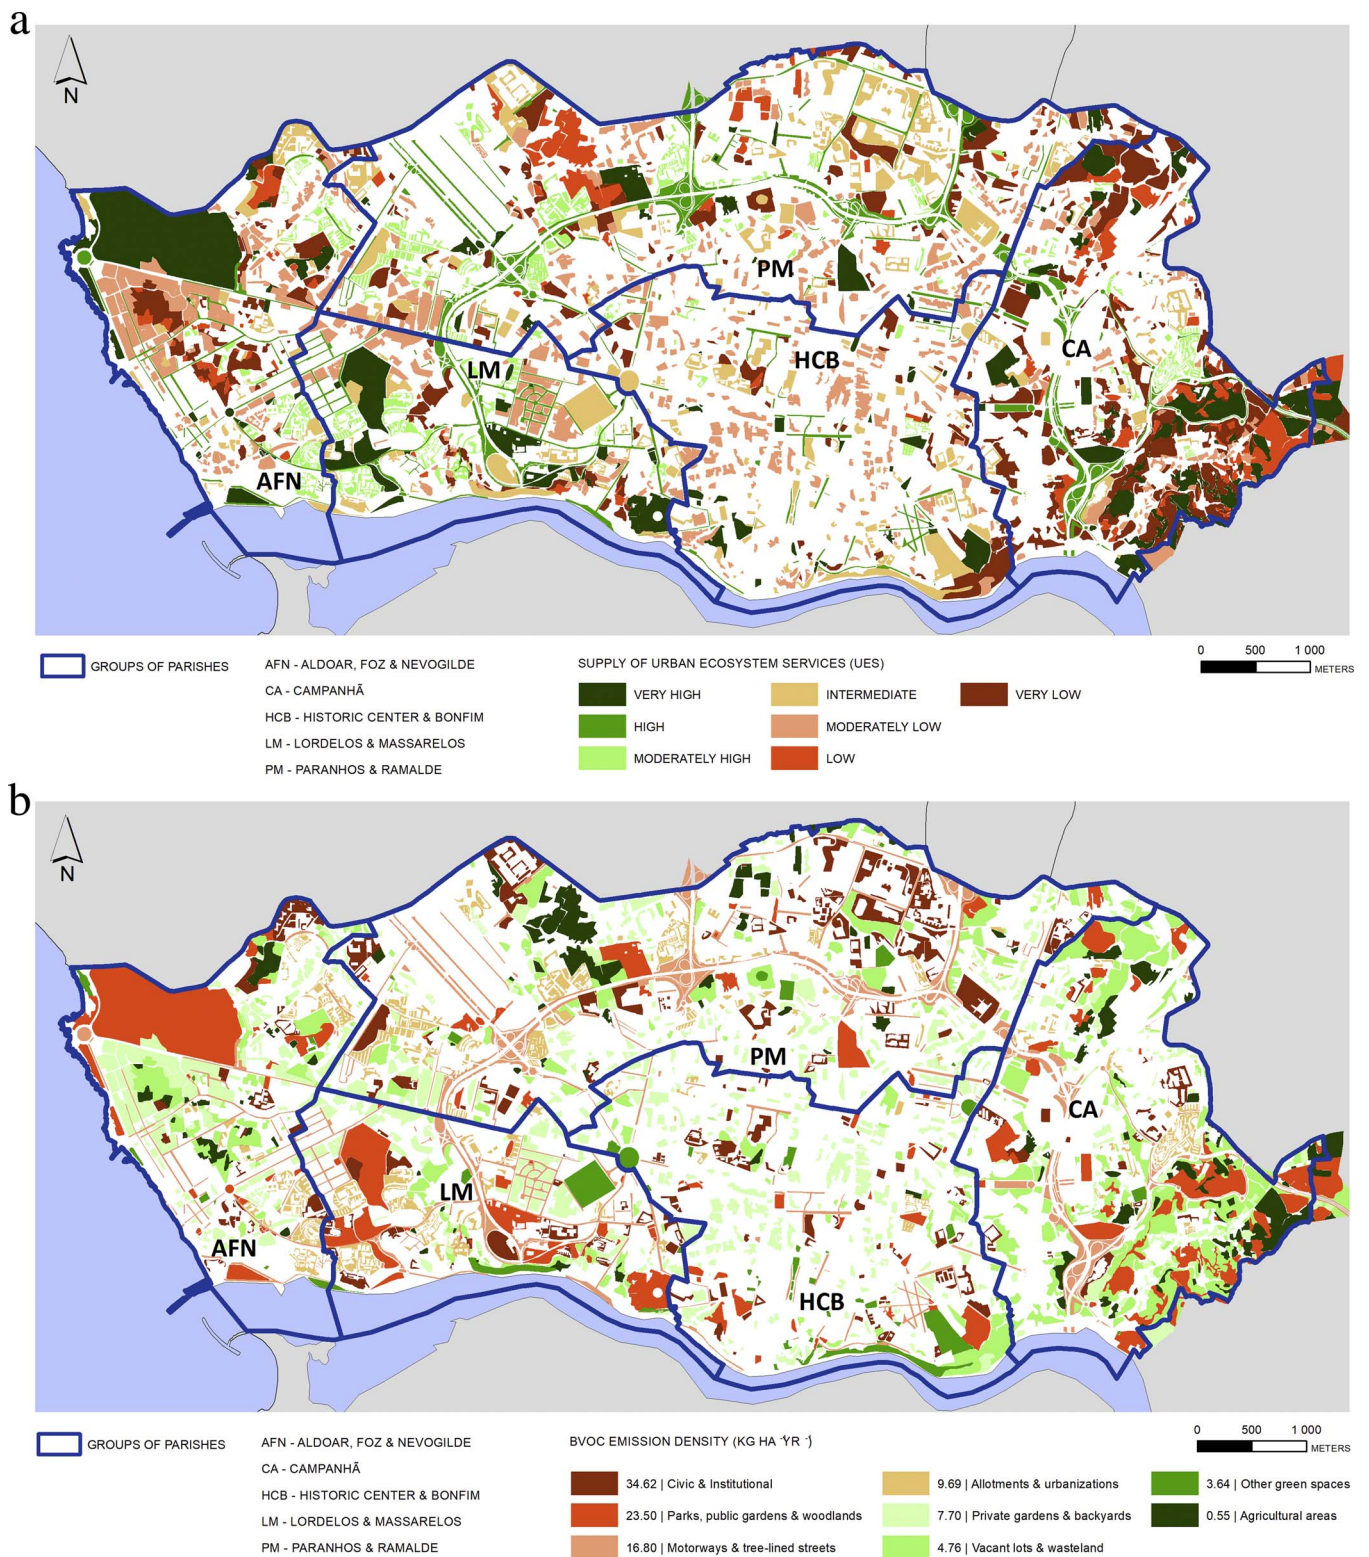 a
N
PM
HCB
CA
LM
AFN
GROUPS OF PARISHES
AFN - ALDOAR, FOZ & NEVOGILDE
CA - CAMPANHÃ
HCB - HISTORIC CENTER & BONFIM
LM - LORDELOS & MASSARELOS
PM - PARANHOS & RAMALDE
SUPPLY OF URBAN ECOSYSTEM SERVICES (UES)
VERY HIGH
HIGH
MODERATELY HIGH
INTERMEDIATE
MODERATELY LOW
LOW
VERY LOW
0 500 1 000
METERS
b
N
PM
CA
LM
AFN
HCB
GROUPS OF PARISHES
AFN - ALDOAR, FOZ & NEVOGILDE
CA - CAMPANHÃ
HCB - HISTORIC CENTER & BONFIM
LM - LORDELOS & MASSARELOS
PM - PARANHOS & RAMALDE
BVOC EMISSION DENSITY (KG HA ⁻YR ⁻)
34.62 | Civic & Institutional
23.50 | Parks, public gardens & woodlands
16.80 | Motorways & tree-lined streets
9.69 | Allotments & urbanizations
7.70 | Private gardens & backyards
4.76 | Vacant lots & wasteland
3.64 | Other green spaces
0.55 | Agricultural areas
0 500 1 000
METERS